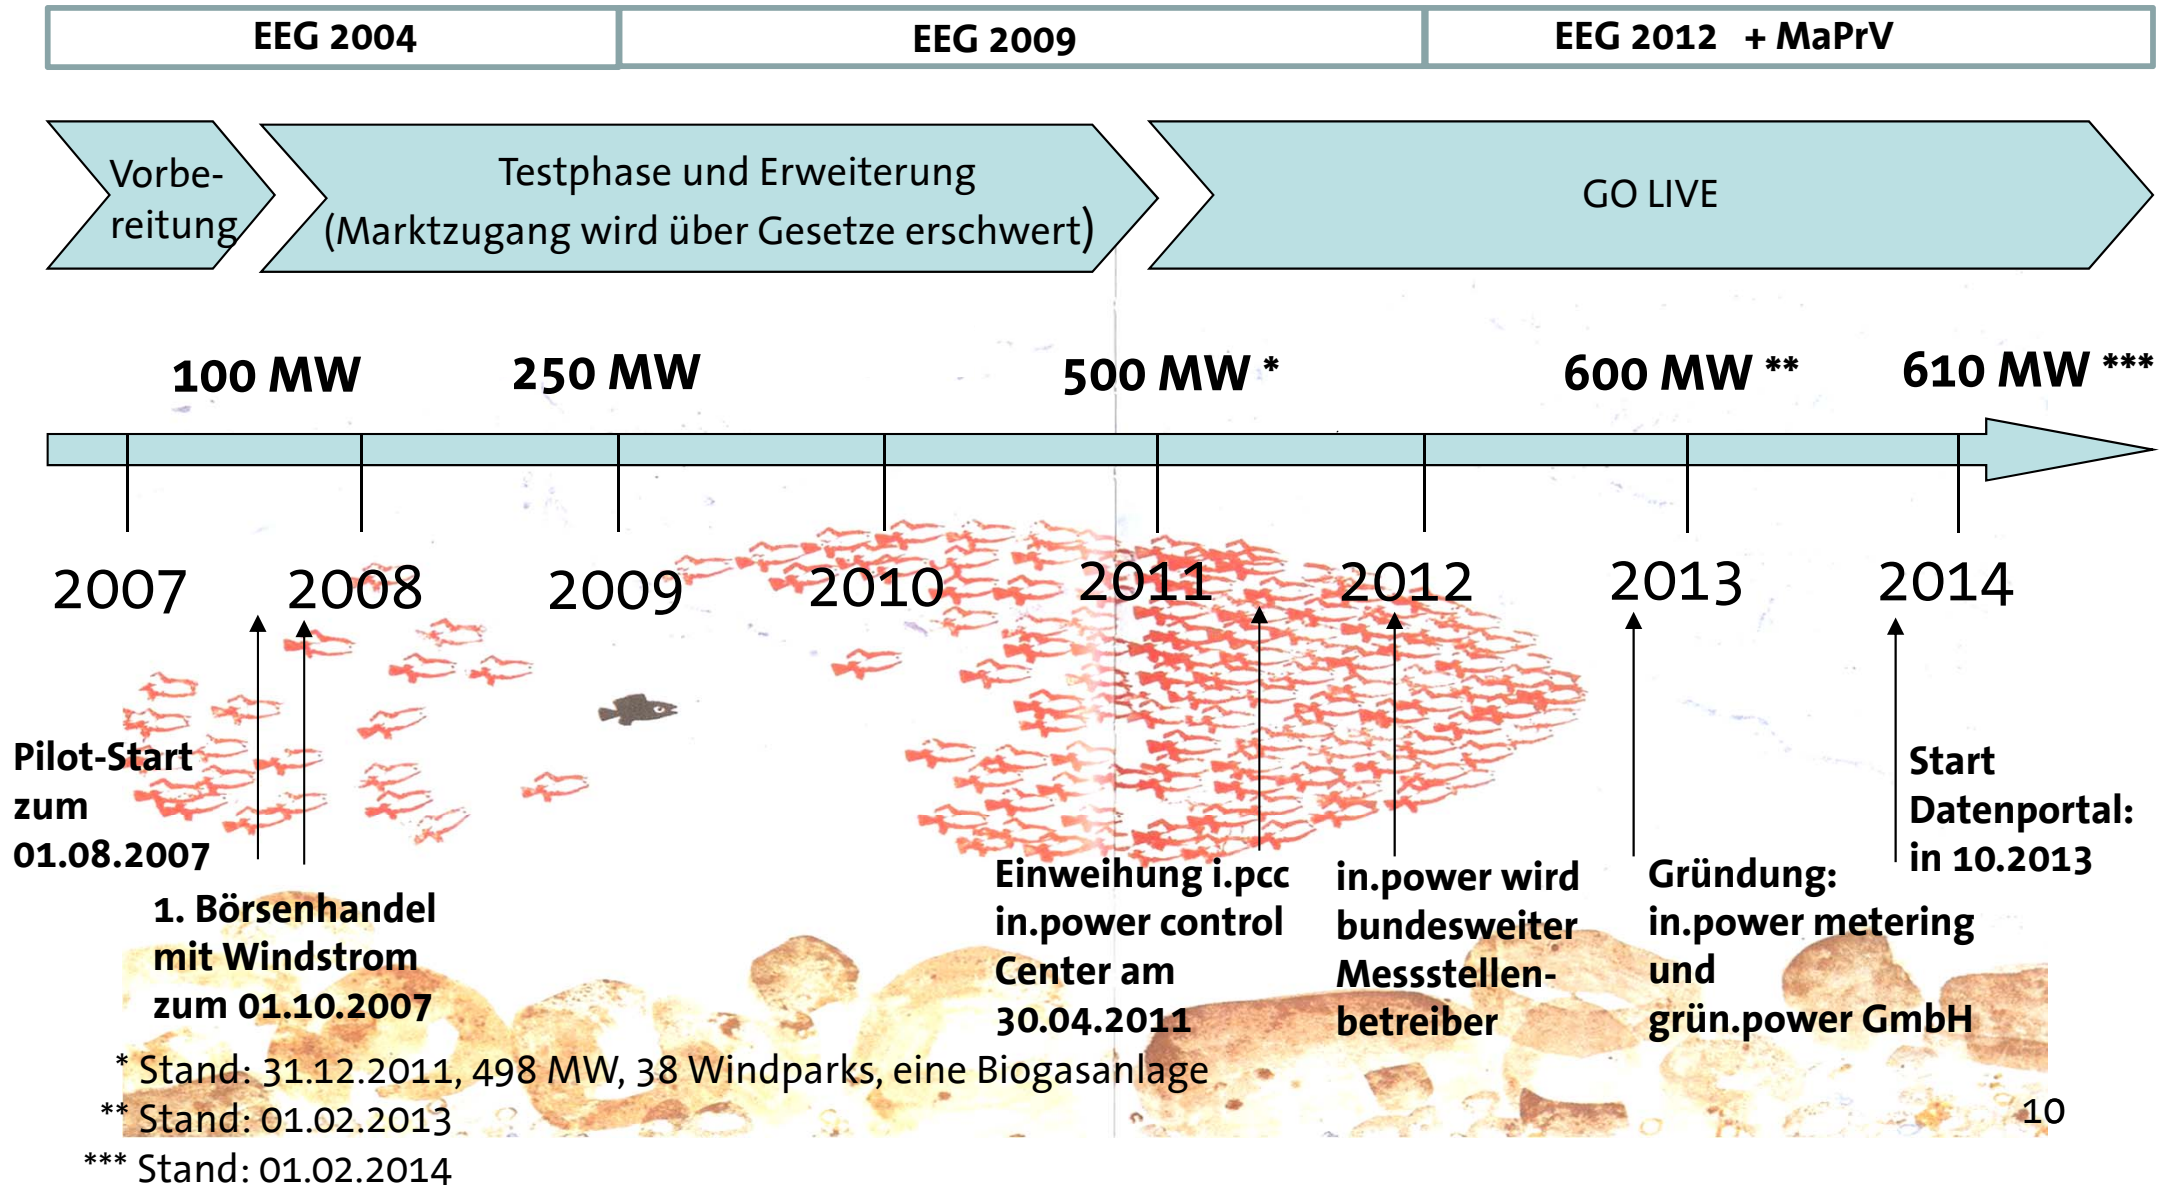 EEG 2004
EEG 2009
EEG 2012 + MaPrV
Vorbe-
reitung
Testphase und Erweiterung
(Marktzugang wird über Gesetze erschwert)
GO LIVE
100 MW
250 MW
500 MW *
600 MW **
610 MW ***
2007
2008
2009
2010
2011
2012
2013
2014
Pilot-Start
zum
01.08.2007
1. Börsenhandel
mit Windstrom
zum 01.10.2007
Einweihung i.pcc
in.power control
Center am
30.04.2011
in.power wird
bundesweiter
Messstellen-
betreiber
Gründung:
in.power metering
und
grün.power GmbH
Start
Datenportal:
in 10.2013
* Stand: 31.12.2011, 498 MW, 38 Windparks, eine Biogasanlage
** Stand: 01.02.2013
*** Stand: 01.02.2014
10